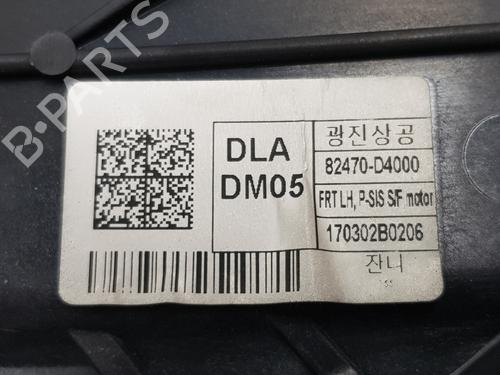 DLA
DM05
광진상공
82470-D4000
FRT LH, P-SIS S/F motor
170302B0206
잔니
B-PARTS